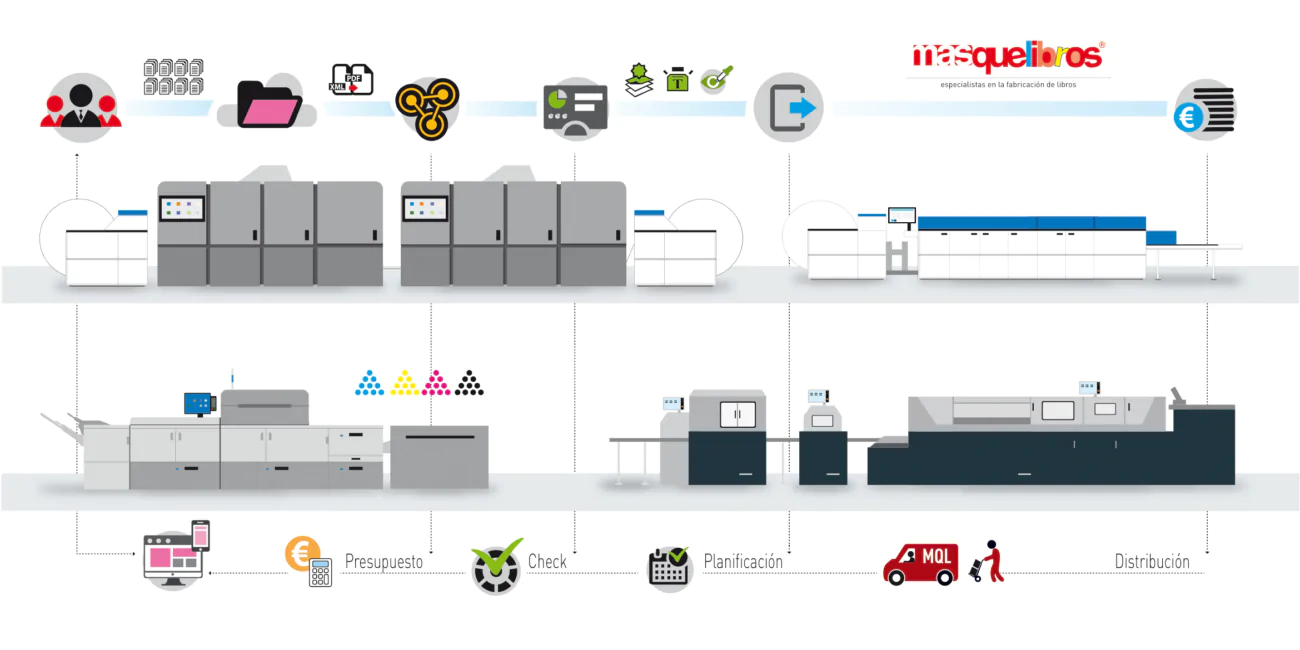 masquelibros®
especialistas en la fabricación de libros
PDF
XML
T
C
€
€
Presupuesto
Check
Planificación
MQL
Distribución